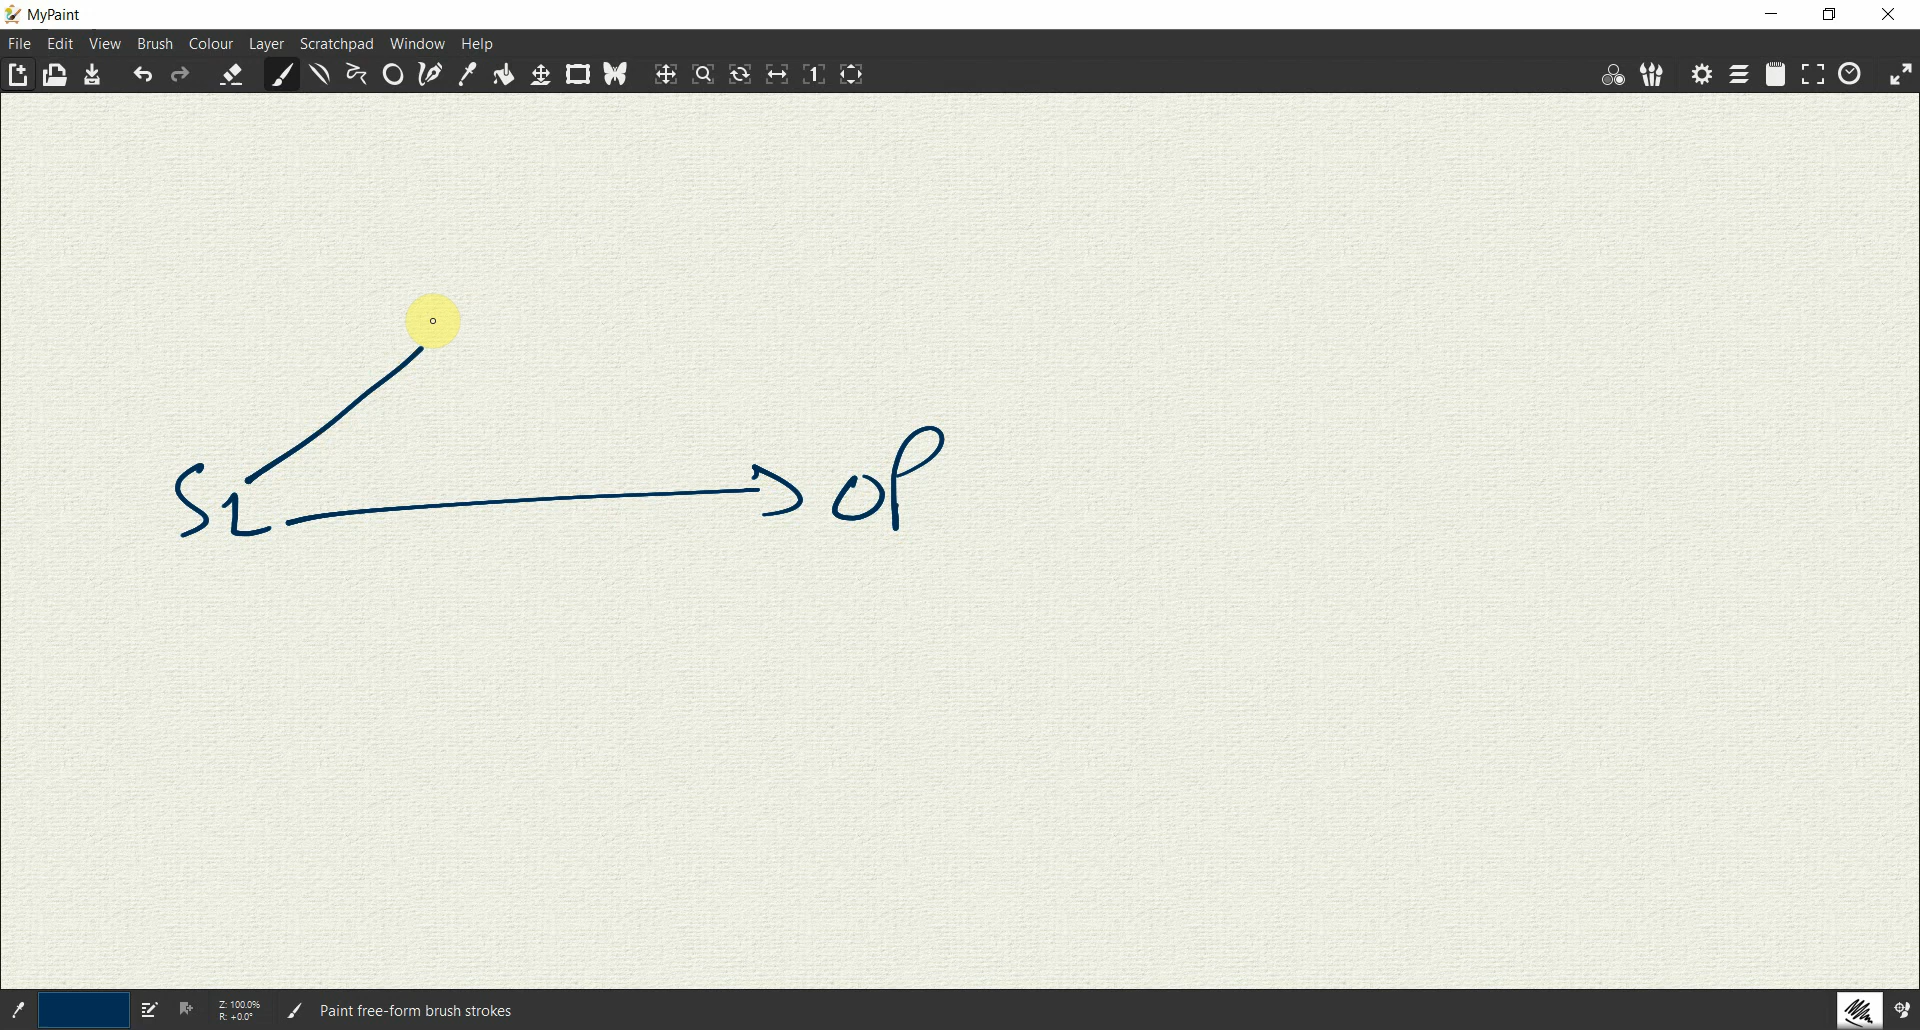 MyPaint
File Edit View Brush Colour Layer Scratchpad Window Help
OP
Z: 100.0%
R: +0.0°
Paint free-form brush strokes